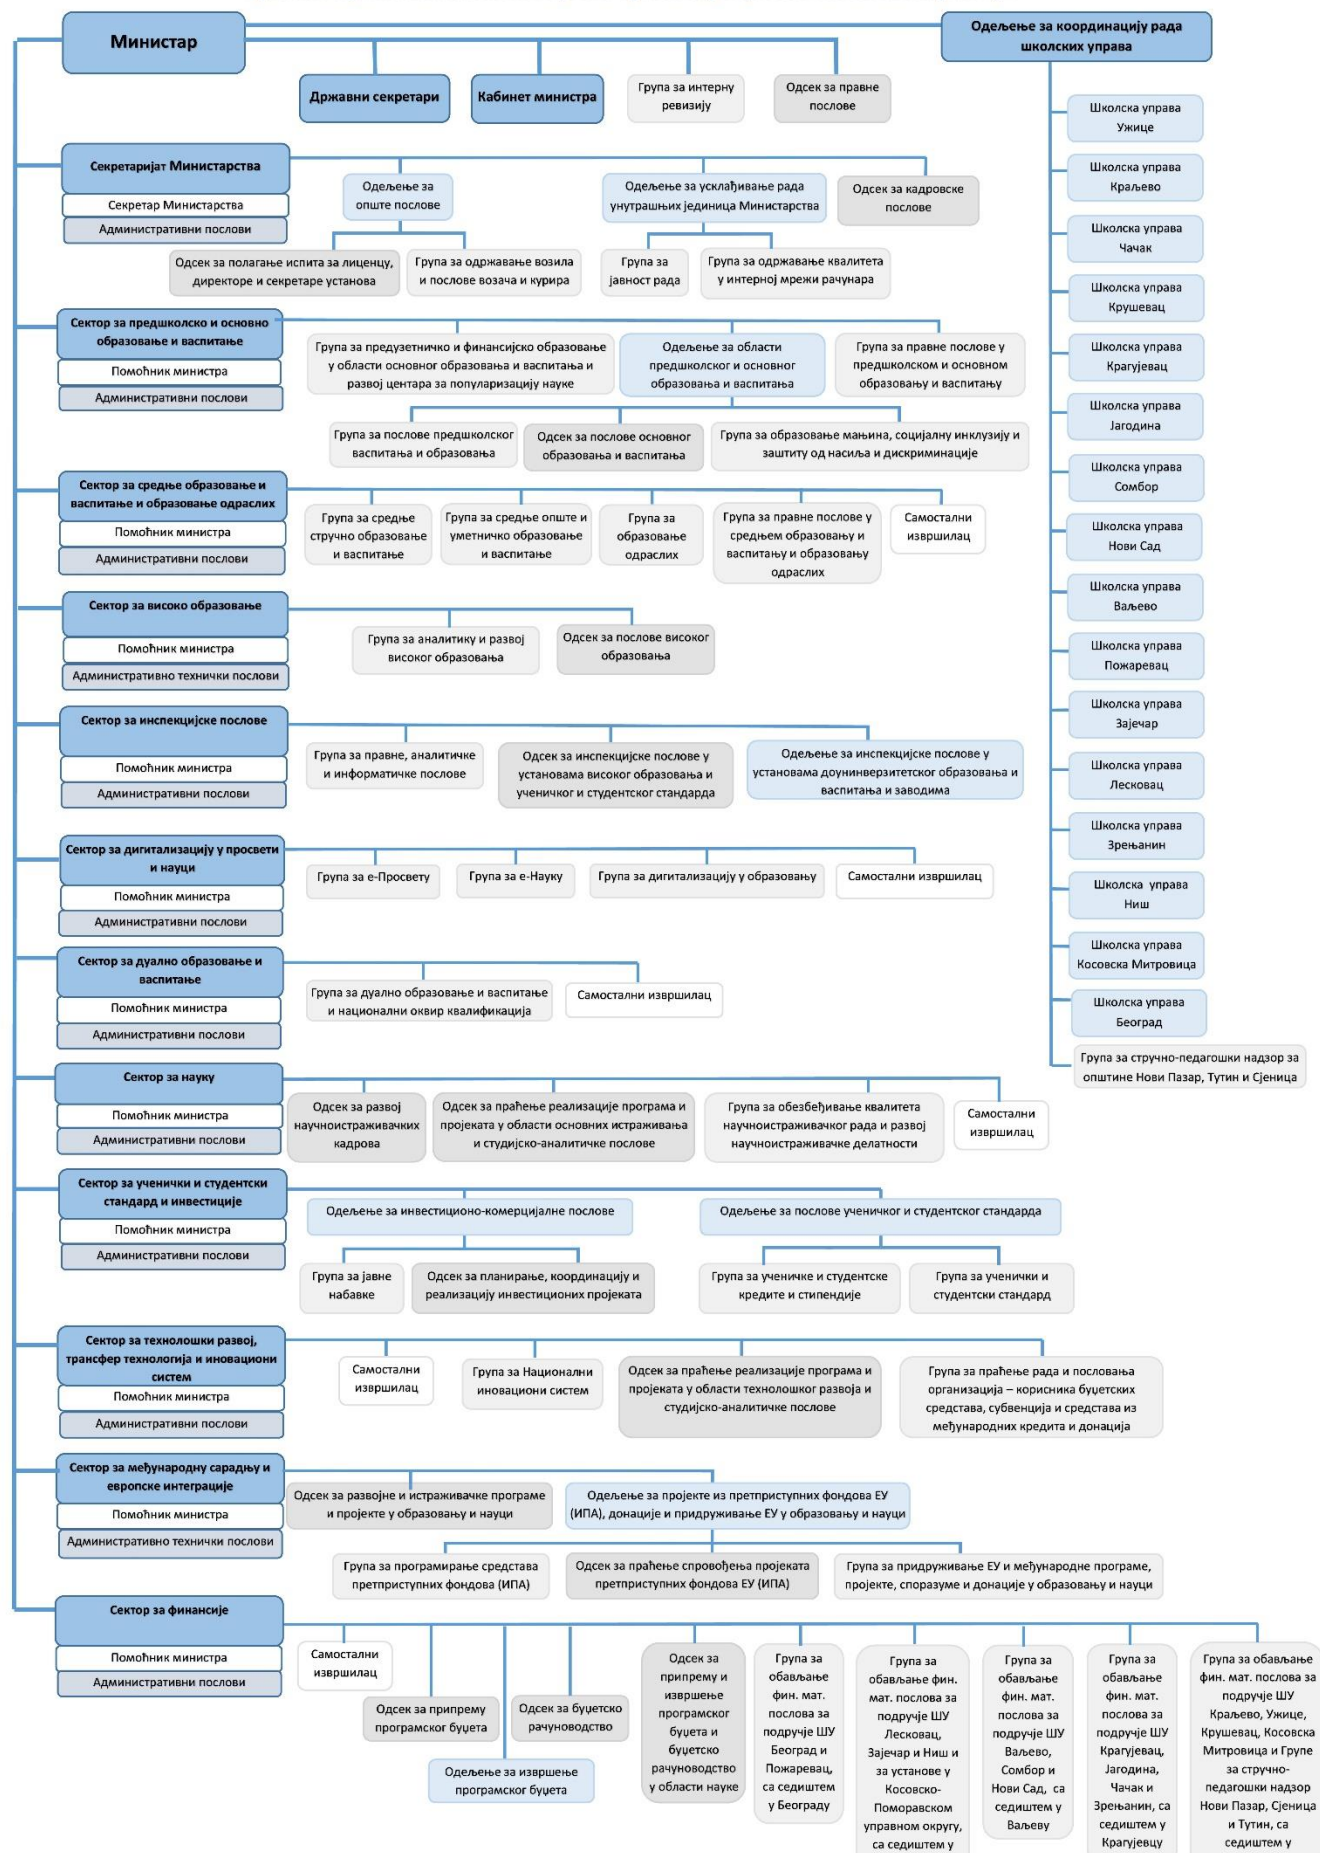 Министар
Одељење за координацију рада
школских управа
Државни секретари
Кабинет министра
Група за интерну
ревизију
Одсек за правне
послове
Школска управа
Ужице
Школска управа
Краљево
Школска управа
Чачак
Школска управа
Крушевац
Школска управа
Крагујевац
Школска управа
Јагодина
Школска управа
Сомбор
Школска управа
Нови Сад
Школска управа
Ваљево
Школска управа
Пожаревац
Школска управа
Зајечар
Школска управа
Лесковац
Школска управа
Зрењанин
Школска управа
Ниш
Школска управа
Косовска Митровица
Школска управа
Београд
Група за стручно-педагошки надзор за
општине Нови Пазар, Тутин и Сјеница
Секретаријат Министарства
Секретар Министарства
Административни послови
Одељење за
опште послове
Одељење за усклађивање рада
унутрашњих јединица Министарства
Одсек за кадровске
послове
Одсек за полагање испита за лиценцу,
директоре и секретаре установа
Група за одржавање возила
и послове возача и курира
Група за
јавност рада
Група за одржавање квалитета
у интерној мрежи рачунара
Сектор за предшколско и основно
образовање и васпитање
Помоћник министра
Административни послови
Група за предузетничко и финансијско образовање
у области основног образовања и васпитања и
развој центара за популаризацију науке
Одељење за области
предшколског и основног
образовања и васпитања
Група за правне послове у
предшколском и основном
образовању и васпитању
Група за послове предшколског
васпитања и образовања
Одсек за послове основног
образовања и васпитања
Група за образовање мањина, социјалну инклузију и
заштиту од насиља и дискриминације
Сектор за средње образовање и
васпитање и образовање одраслих
Помоћник министра
Административни послови
Група за средње
стручно образовање
и васпитање
Група за средње опште и
уметничко образовање
и васпитање
Група за
образовање
одраслих
Група за правне послове у
средњем образовању и
васпитању и образовању
одраслих
Самостални
извршилац
Сектор за високо образовање
Помоћник министра
Административно технички послови
Група за аналитику и развој
високог образовања
Одсек за послове високог
образовања
Сектор за инспекцијске послове
Помоћник министра
Административни послови
Група за правне, аналитичке
и информатичке послове
Одсек за инспекцијске послове у
установама високог образовања и
ученичког и студентског стандарда
Одељење за инспекцијске послове у
установама доунинверзитетског образовања и
васпитања и заводима
Сектор за дигитализацију у просвети
и науци
Помоћник министра
Административни послови
Група за е-Просвету
Група за е-Науку
Група за дигитализацију у образовању
Самостални извршилац
Сектор за дуално образовање и
васпитање
Помоћник министра
Административни послови
Група за дуално образовање и васпитање
и национални оквир квалификација
Самостални извршилац
Сектор за науку
Помоћник министра
Административни послови
Одсек за развој
научноистраживачких
кадрова
Одсек за праћење реализације програма и
пројеката у области основних истраживања
и студијско-аналитичке послове
Група за обезбеђивање квалитета
научноистраживачког рада и развој
научноистраживачке делатности
Самостални
извршилац
Сектор за ученички и студентски
стандард и инвестиције
Помоћник министра
Административни послови
Одељење за инвестиционо-комерцијалне послове
Одељење за послове ученичког и студентског стандарда
Група за јавне
набавке
Одсек за планирање, координацију и
реализацију инвестиционих пројеката
Група за ученичке и студентске
кредите и стипендије
Група за ученички и
студентски стандард
Сектор за технолошки развој,
трансфер технологија и иновациони
систем
Помоћник министра
Административни послови
Самостални
извршилац
Група за Национални
иновациони систем
Одсек за праћење реализације програма и
пројеката у области технолошког развоја и
студијско-аналитичке послове
Група за праћење рада и пословања
организација – корисника буџетских
средстава, субвенција и средстава из
међународних кредита и донација
Сектор за међународну сарадњу и
европске интеграције
Помоћник министра
Административно технички послови
Одсек за развојне и истраживачке програме
и пројекте у образовању и науци
Одељење за пројекте из претприступних фондова ЕУ
(ИПА), донације и придруживање ЕУ у образовању и науци
Група за програмирање средстава
претприступних фондова (ИПА)
Одсек за праћење спровођења пројеката
претприступних фондова ЕУ (ИПА)
Група за придруживање ЕУ и међународне програме,
пројекте, споразуме и донације у образовању и науци
Сектор за финансије
Помоћник министра
Административни послови
Самостални
извршилац
Одсек за припрему
програмског буџета
Одељење за извршење
програмског буџета
Одсек за буџетско
рачуноводство
Одсек за
припрему и
извршење
програмског
буџета и
буџетско
рачуноводство
у области науке
Група за
обављање
фин. мат.
послова за
подручје ШУ
Београд и
Пожаревац,
са седиштем
у Београду
Група за
обављање фин.
мат. послова за
подручје ШУ
Лесковац,
Зајечар и Ниш и
за установе у
Косовско-
Поморавском
управном округу,
са седиштем у
Група за
обављање
фин. мат.
послова за
подручје ШУ
Ваљево,
Сомбор и
Нови Сад, са
седиштем у
Ваљеву
Група за
обављање
фин. мат.
послова за
подручје ШУ
Крагујевац,
Јагодина,
Чачак и
Зрењанин, са
седиштем у
Крагујевцу
Група за обављање
фин. мат. послова за
подручје ШУ
Краљево, Ужице,
Крушевац, Косовска
Митровица и Групе
за стручно-
педагошки надзор
Нови Пазар, Сјеница
и Тутин, са
седиштем у